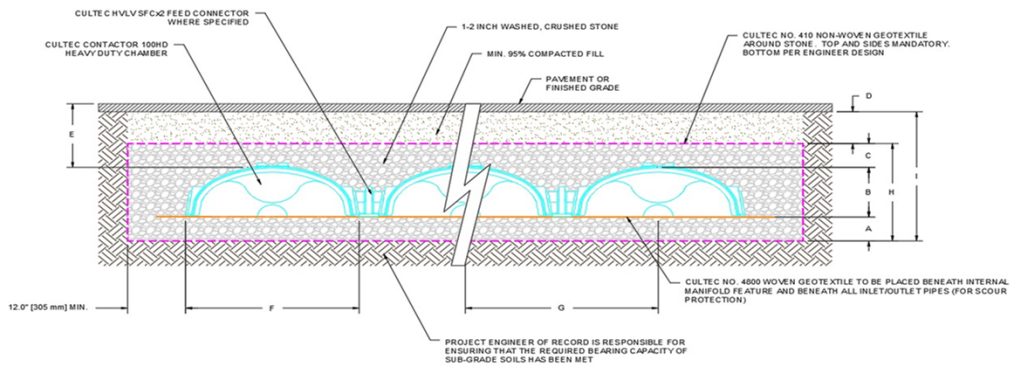 CULTEC HVLV SFCx2 FEED CONNECTOR
WHERE SPECIFIED
1-2 INCH WASHED, CRUSHED STONE
CULTEC NO. 410 NON-WOVEN GEOTEXTILE
AROUND STONE. TOP AND SIDES MANDATORY.
BOTTOM PER ENGINEER DESIGN
CULTEC CONTACTOR 100HD
HEAVY DUTY CHAMBER
MIN. 95% COMPACTED FILL
PAVEMENT OR
FINISHED GRADE
D
E
C
B
H
I
A
CULTEC NO. 4800 WOVEN GEOTEXTILE TO BE PLACED BENEATH INTERNAL
MANIFOLD FEATURE AND BENEATH ALL INLET/OUTLET PIPES (FOR SCOUR
PROTECTION)
12.0" [305 mm] MIN.
F
G
PROJECT ENGINEER OF RECORD IS RESPONSIBLE FOR
ENSURING THAT THE REQUIRED BEARING CAPACITY OF
SUB-GRADE SOILS HAS BEEN MET